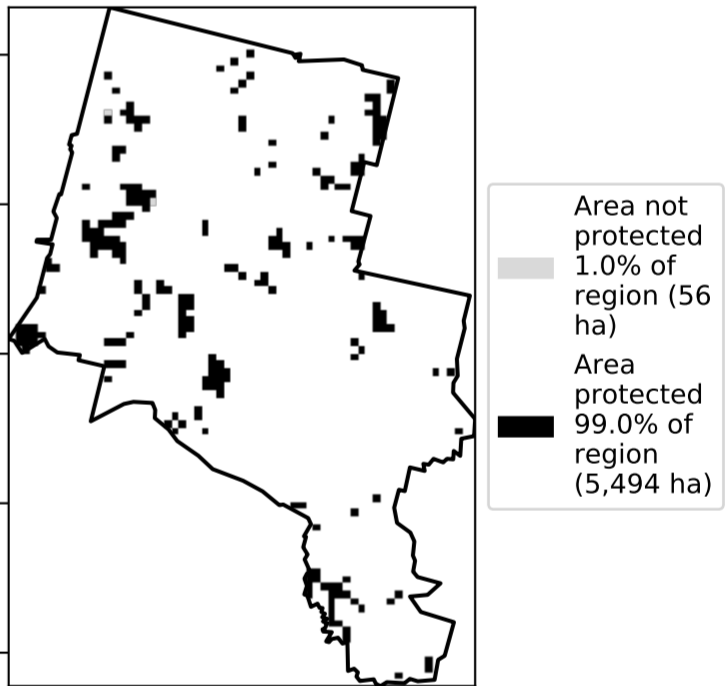 Area not
protected
1.0% of
region (56
ha)
Area
protected
99.0% of
region
(5,494 ha)